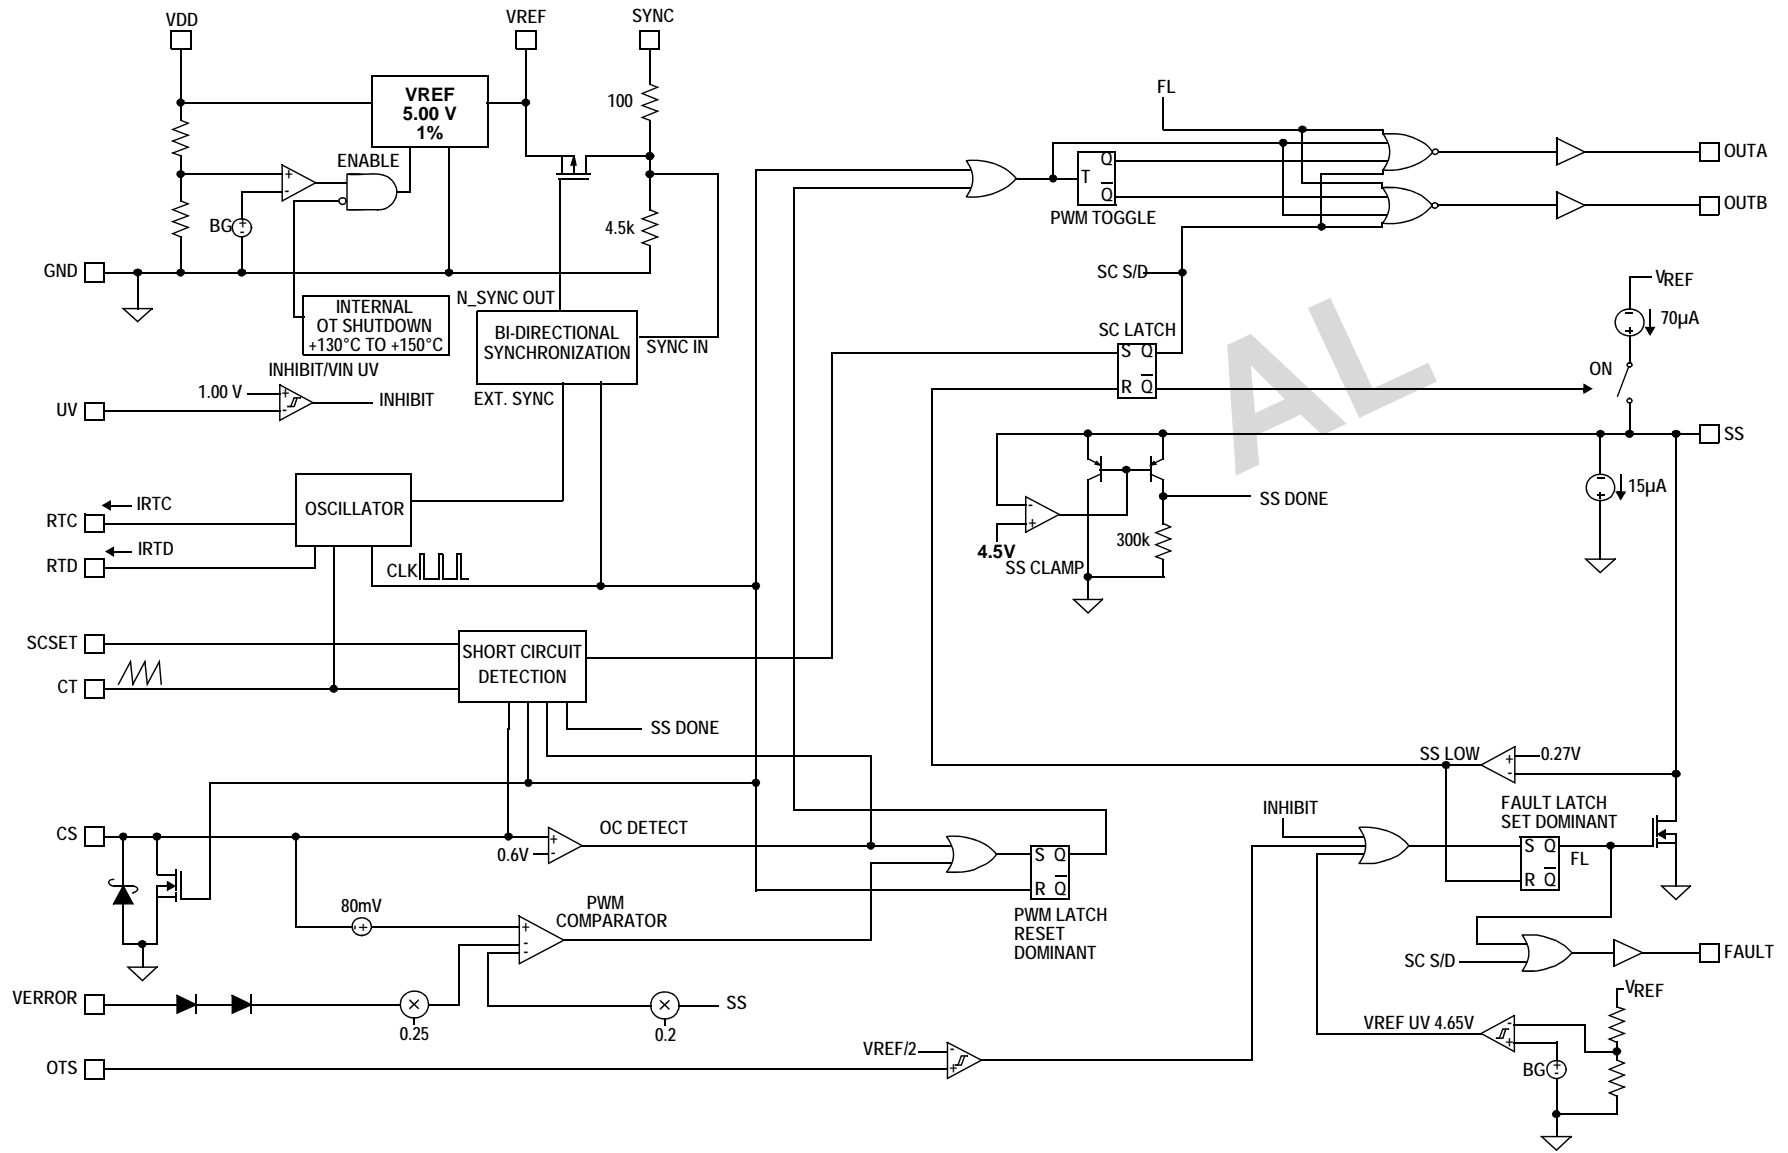 VDD
VREF
SYNC
VREF
5.00 V
1%
100
FL
ENABLE
+
-
BG
+
-
4.5k
T
Q
Q
PWM TOGGLE
OUTA
OUTB
GND
SC S/D
N_SYNC OUT
INTERNAL
OT SHUTDOWN
+130°C TO +150°C
BI-DIRECTIONAL
SYNCHRONIZATION
SYNC IN
EXT. SYNC
SC LATCH
S Q
R Q
VREF
70µA
ON
AL
INHIBIT/VIN UV
1.00 V
+
-
INHIBIT
UV
SS
15µA
SS DONE
-
+
4.5V
SS CLAMP
300k
OSCILLATOR
IRTC
RTC
IRTD
RTD
CLK
SCSET
CT
SHORT CIRCUIT
DETECTION
SS DONE
SS LOW
+
-
0.27V
INHIBIT
FAULT LATCH
SET DOMINANT
S Q
R Q
FL
CS
0.6V
+
-
OC DETECT
S Q
R Q
PWM LATCH
RESET
DOMINANT
80mV
+
PWM
COMPARATOR
+
-
-
SC S/D
FAULT
VERROR
×
0.25
×
0.2
SS
VREF
VREF UV 4.65V
-
+
BG
+
-
VREF/2
-
+
OTS